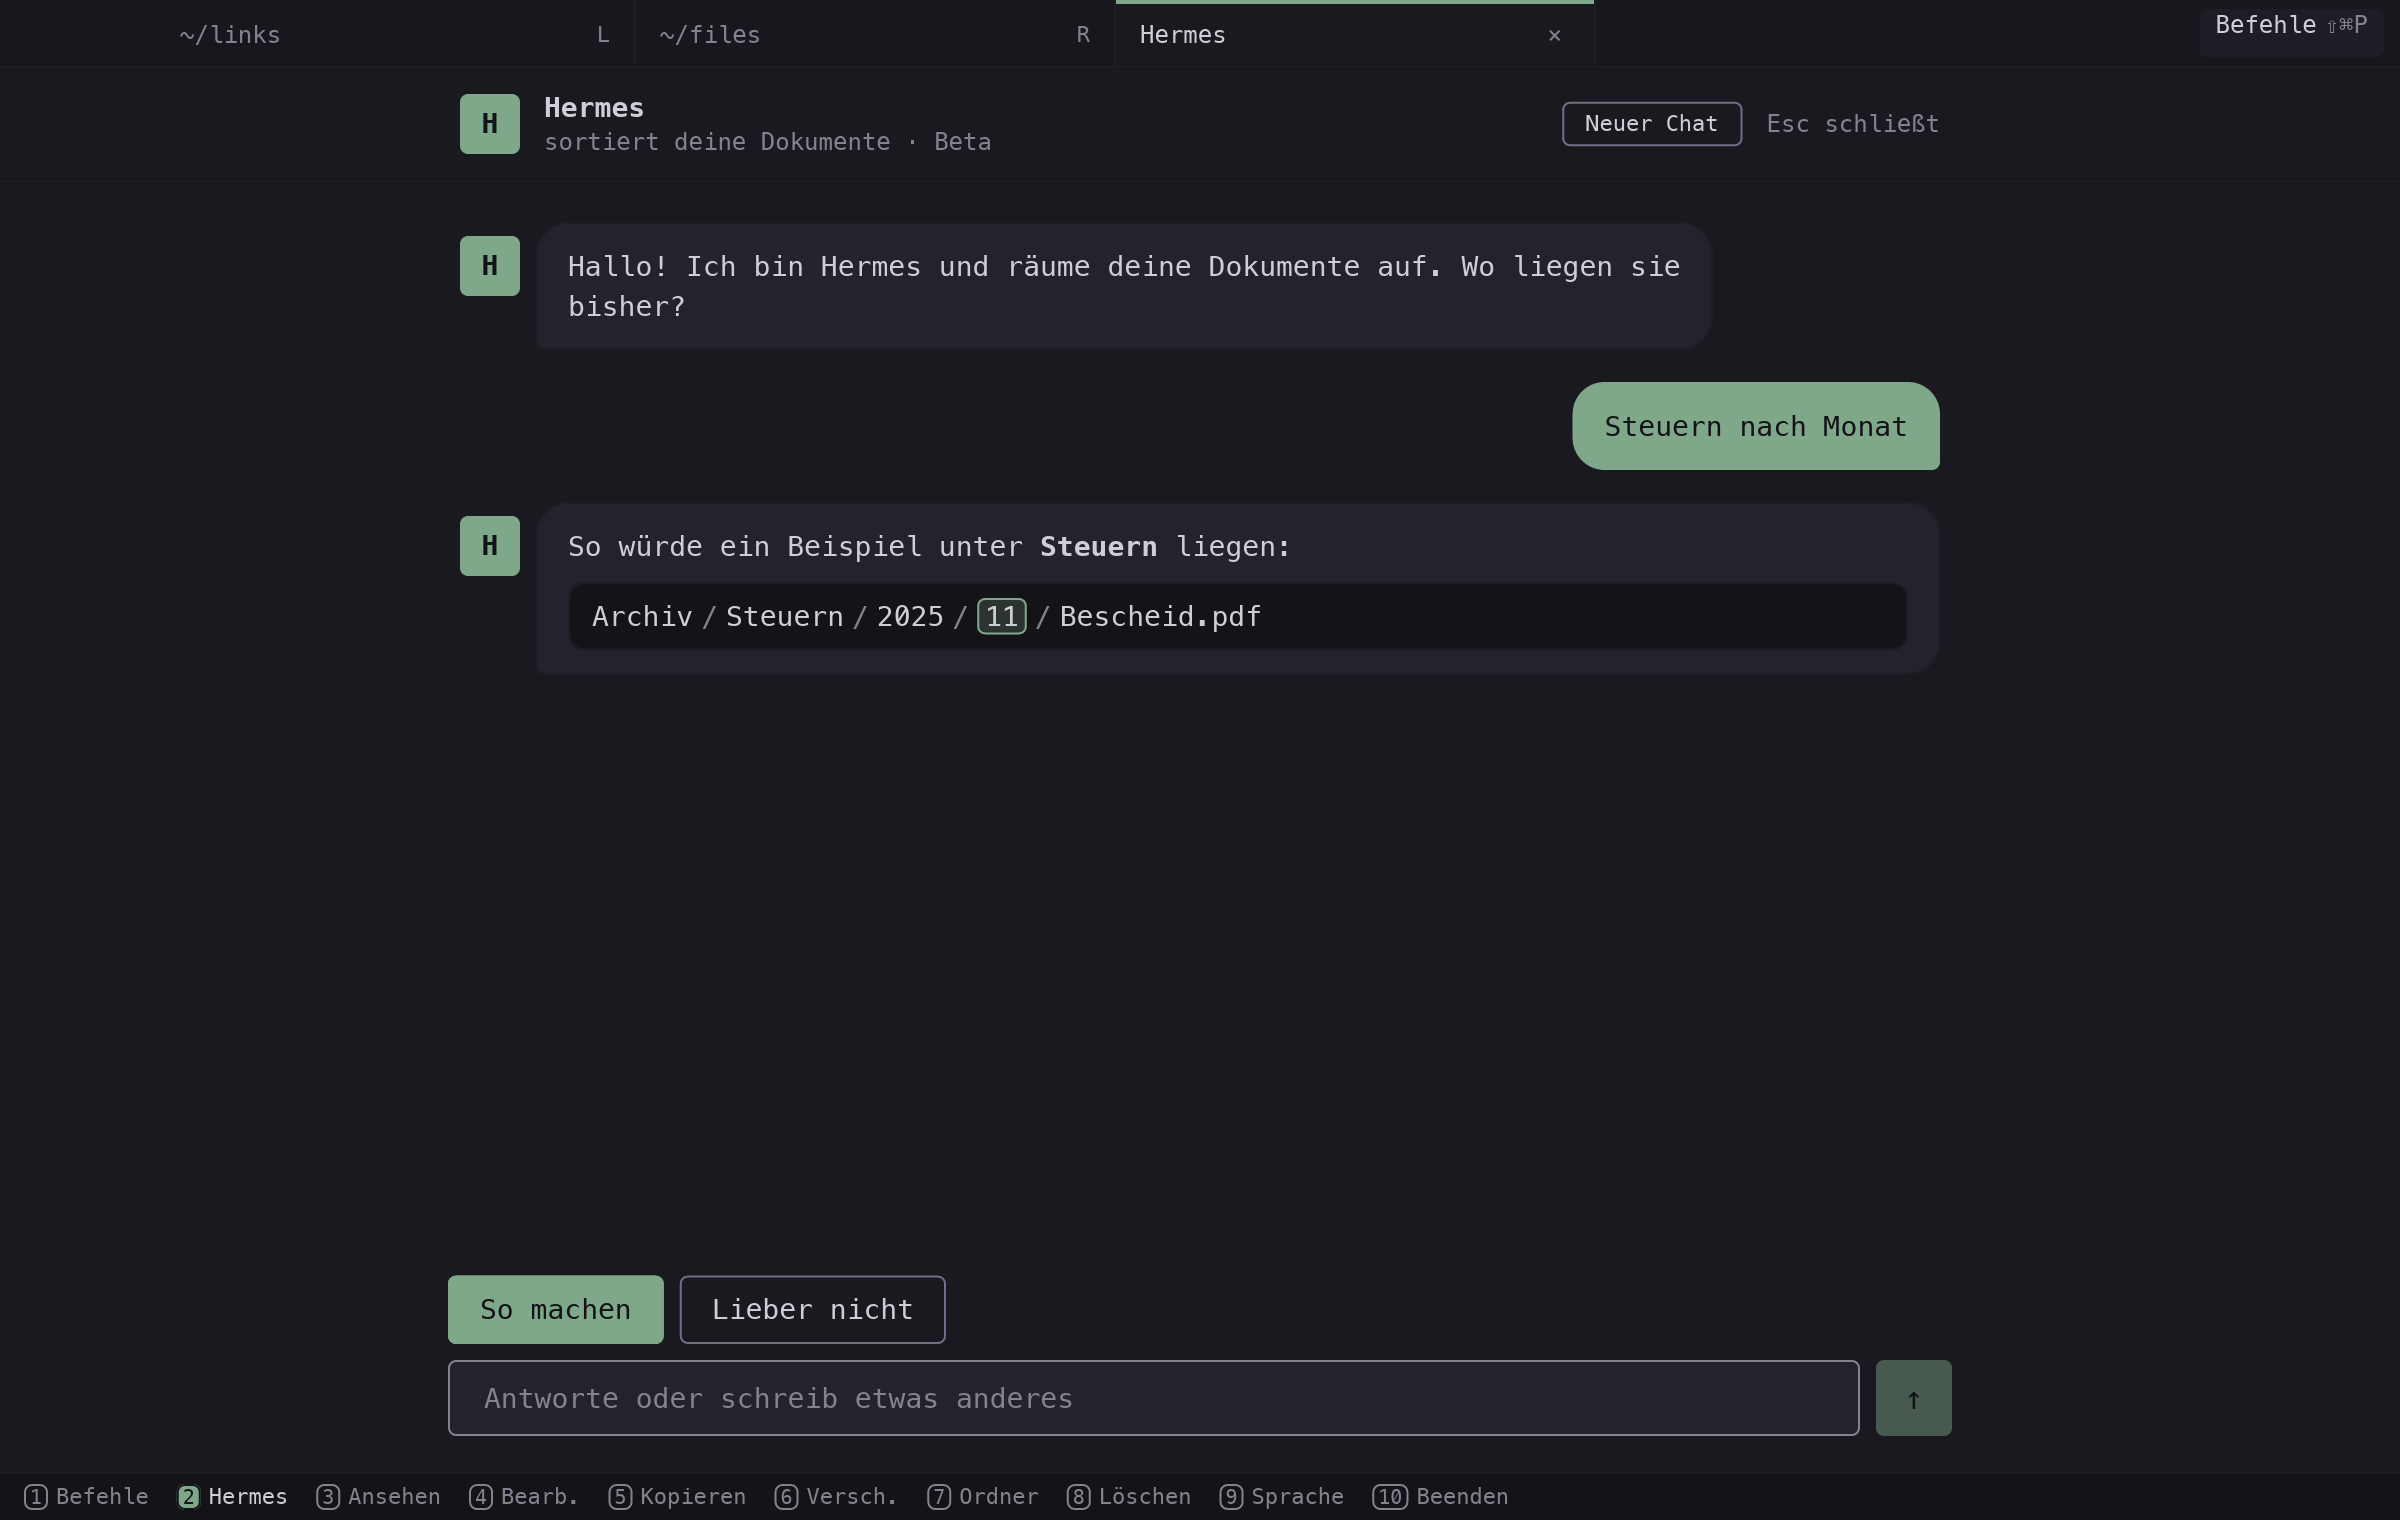 ~/links L ~/files R Hermes × Befehle ⇧⌘P
H Hermes
sortiert deine Dokumente · Beta
Neuer Chat Esc schließt
H Hallo! Ich bin Hermes und räume deine Dokumente auf. Wo liegen sie
bisher?
Steuern nach Monat
H So würde ein Beispiel unter Steuern liegen:
Archiv / Steuern / 2025 / 11 / Bescheid.pdf
So machen Lieber nicht
Antworte oder schreib etwas anderes ↑
1 Befehle 2 Hermes 3 Ansehen 4 Bearb. 5 Kopieren 6 Versch. 7 Ordner 8 Löschen 9 Sprache 10 Beenden